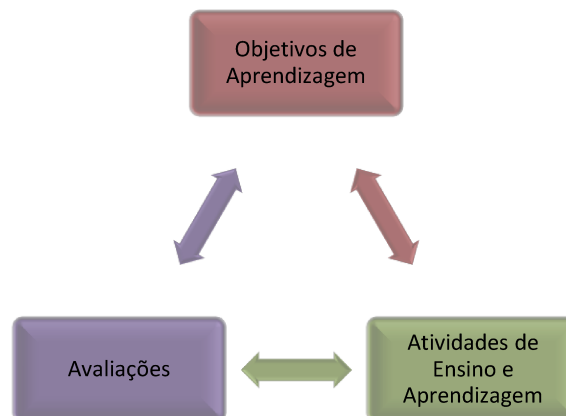 Objetivos de
Aprendizagem
Avaliações
Atividades de
Ensino e
Aprendizagem